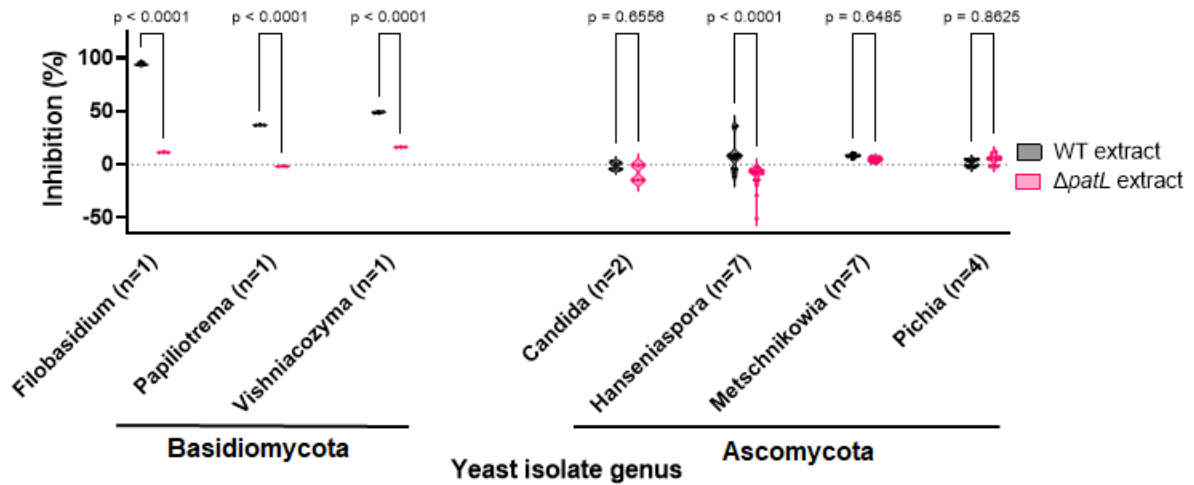 p < 0.0001 p < 0.0001 p < 0.0001 p = 0.6556 p < 0.0001 p = 0.6485 p = 0.8625
Inhibition (%)
100
50
0
-50
WT extract
ΔpatL extract
Filobasidium (n=1)
Papiliotrema (n=1)
Vishniacozyma (n=1)
Candida (n=2)
Hanseniaspora (n=7)
Metschnikowia (n=7)
Pichia (n=4)
Basidiomycota
Ascomycota
Yeast isolate genus